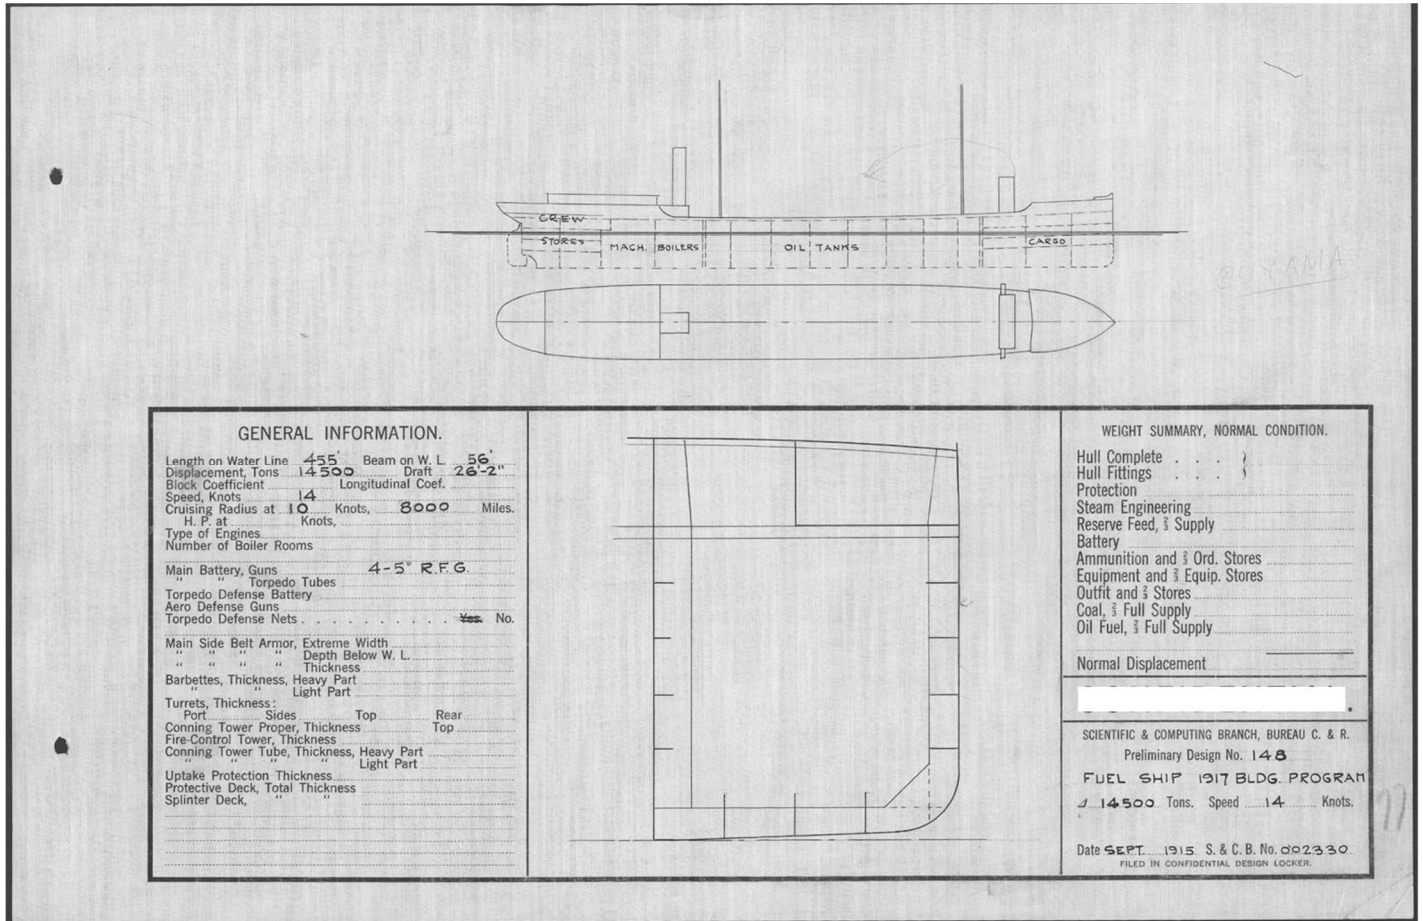 CREW
STORES MACH. BOILERS OIL TANKS CARGO
GENERAL INFORMATION.
Length on Water Line 455' Beam on W. L. 56'
Displacement, Tons 14500 Draft 26'-2"
Block Coefficient Longitudinal Coef.
Speed, Knots 14
Cruising Radius at 10 Knots, 8000 Miles.
H. P. at Knots,
Type of Engines
Number of Boiler Rooms
Main Battery, Guns 4-5" R.F.G.
" " Torpedo Tubes
Torpedo Defense Battery
Aero Defense Guns
Torpedo Defense Nets . . . . . . . . . . Yes. No.
Main Side Belt Armor, Extreme Width
" " " " Depth Below W. L.
" " " " Thickness
Barbettes, Thickness, Heavy Part
" " Light Part
Turrets, Thickness:
Port Sides Top Rear
Conning Tower Proper, Thickness Top
Fire-Control Tower, Thickness
Conning Tower Tube, Thickness, Heavy Part
" " " " Light Part
Uptake Protection Thickness
Protective Deck, Total Thickness
Splinter Deck, " "
WEIGHT SUMMARY, NORMAL CONDITION.
Hull Complete . . . }
Hull Fittings . . . }
Protection
Steam Engineering
Reserve Feed, ⅔ Supply
Battery
Ammunition and ⅔ Ord. Stores
Equipment and ⅔ Equip. Stores
Outfit and ⅔ Stores
Coal, ⅔ Full Supply
Oil Fuel, ⅔ Full Supply
Normal Displacement
SCIENTIFIC & COMPUTING BRANCH, BUREAU C. & R.
Preliminary Design No. 148
FUEL SHIP 1917 BLDG. PROGRAM
⊿ 14500 Tons. Speed 14 Knots.
Date SEPT. 1915 S. & C. B. No. 002330
FILED IN CONFIDENTIAL DESIGN LOCKER.